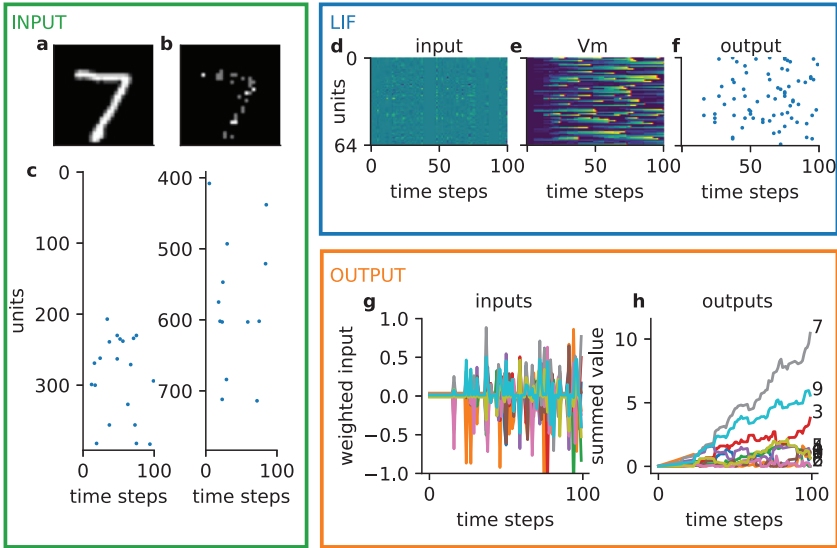 INPUT
a
b
7
c
0
100
200
300
units
0
100
time steps
400
500
600
700
0
100
time steps
LIF
d
input
e
Vm
f
output
0
64
units
0
50
100
time steps
50
100
time steps
50
100
time steps
OUTPUT
g
inputs
h
outputs
1.0
0.5
0.0
−0.5
−1.0
weighted input
0
100
time steps
10
5
0
summed value
7
9
3
0
100
time steps